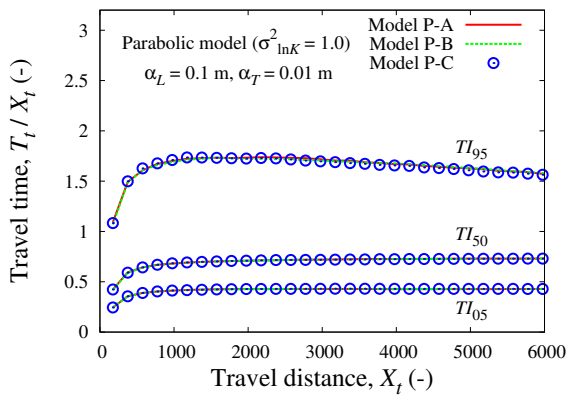 Parabolic model (σ²lnK = 1.0)
αL = 0.1 m, αT = 0.01 m
Model P-A
Model P-B
Model P-C
TI95
TI50
TI05
3
2.5
2
1.5
1
0.5
0
0 1000 2000 3000 4000 5000 6000
Travel time, Tt / Xt (-)
Travel distance, Xt (-)